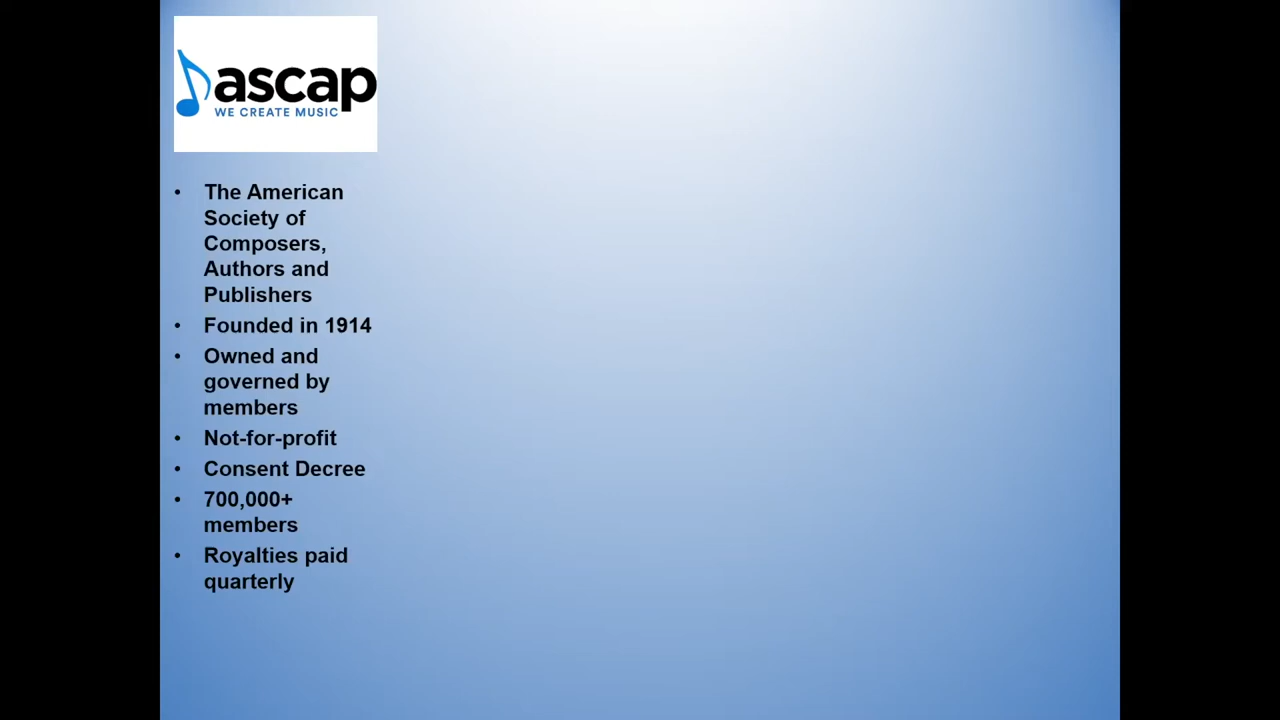 ascap
WE CREATE MUSIC
• The American
Society of
Composers,
Authors and
Publishers
• Founded in 1914
• Owned and
governed by
members
• Not-for-profit
• Consent Decree
• 700,000+
members
• Royalties paid
quarterly